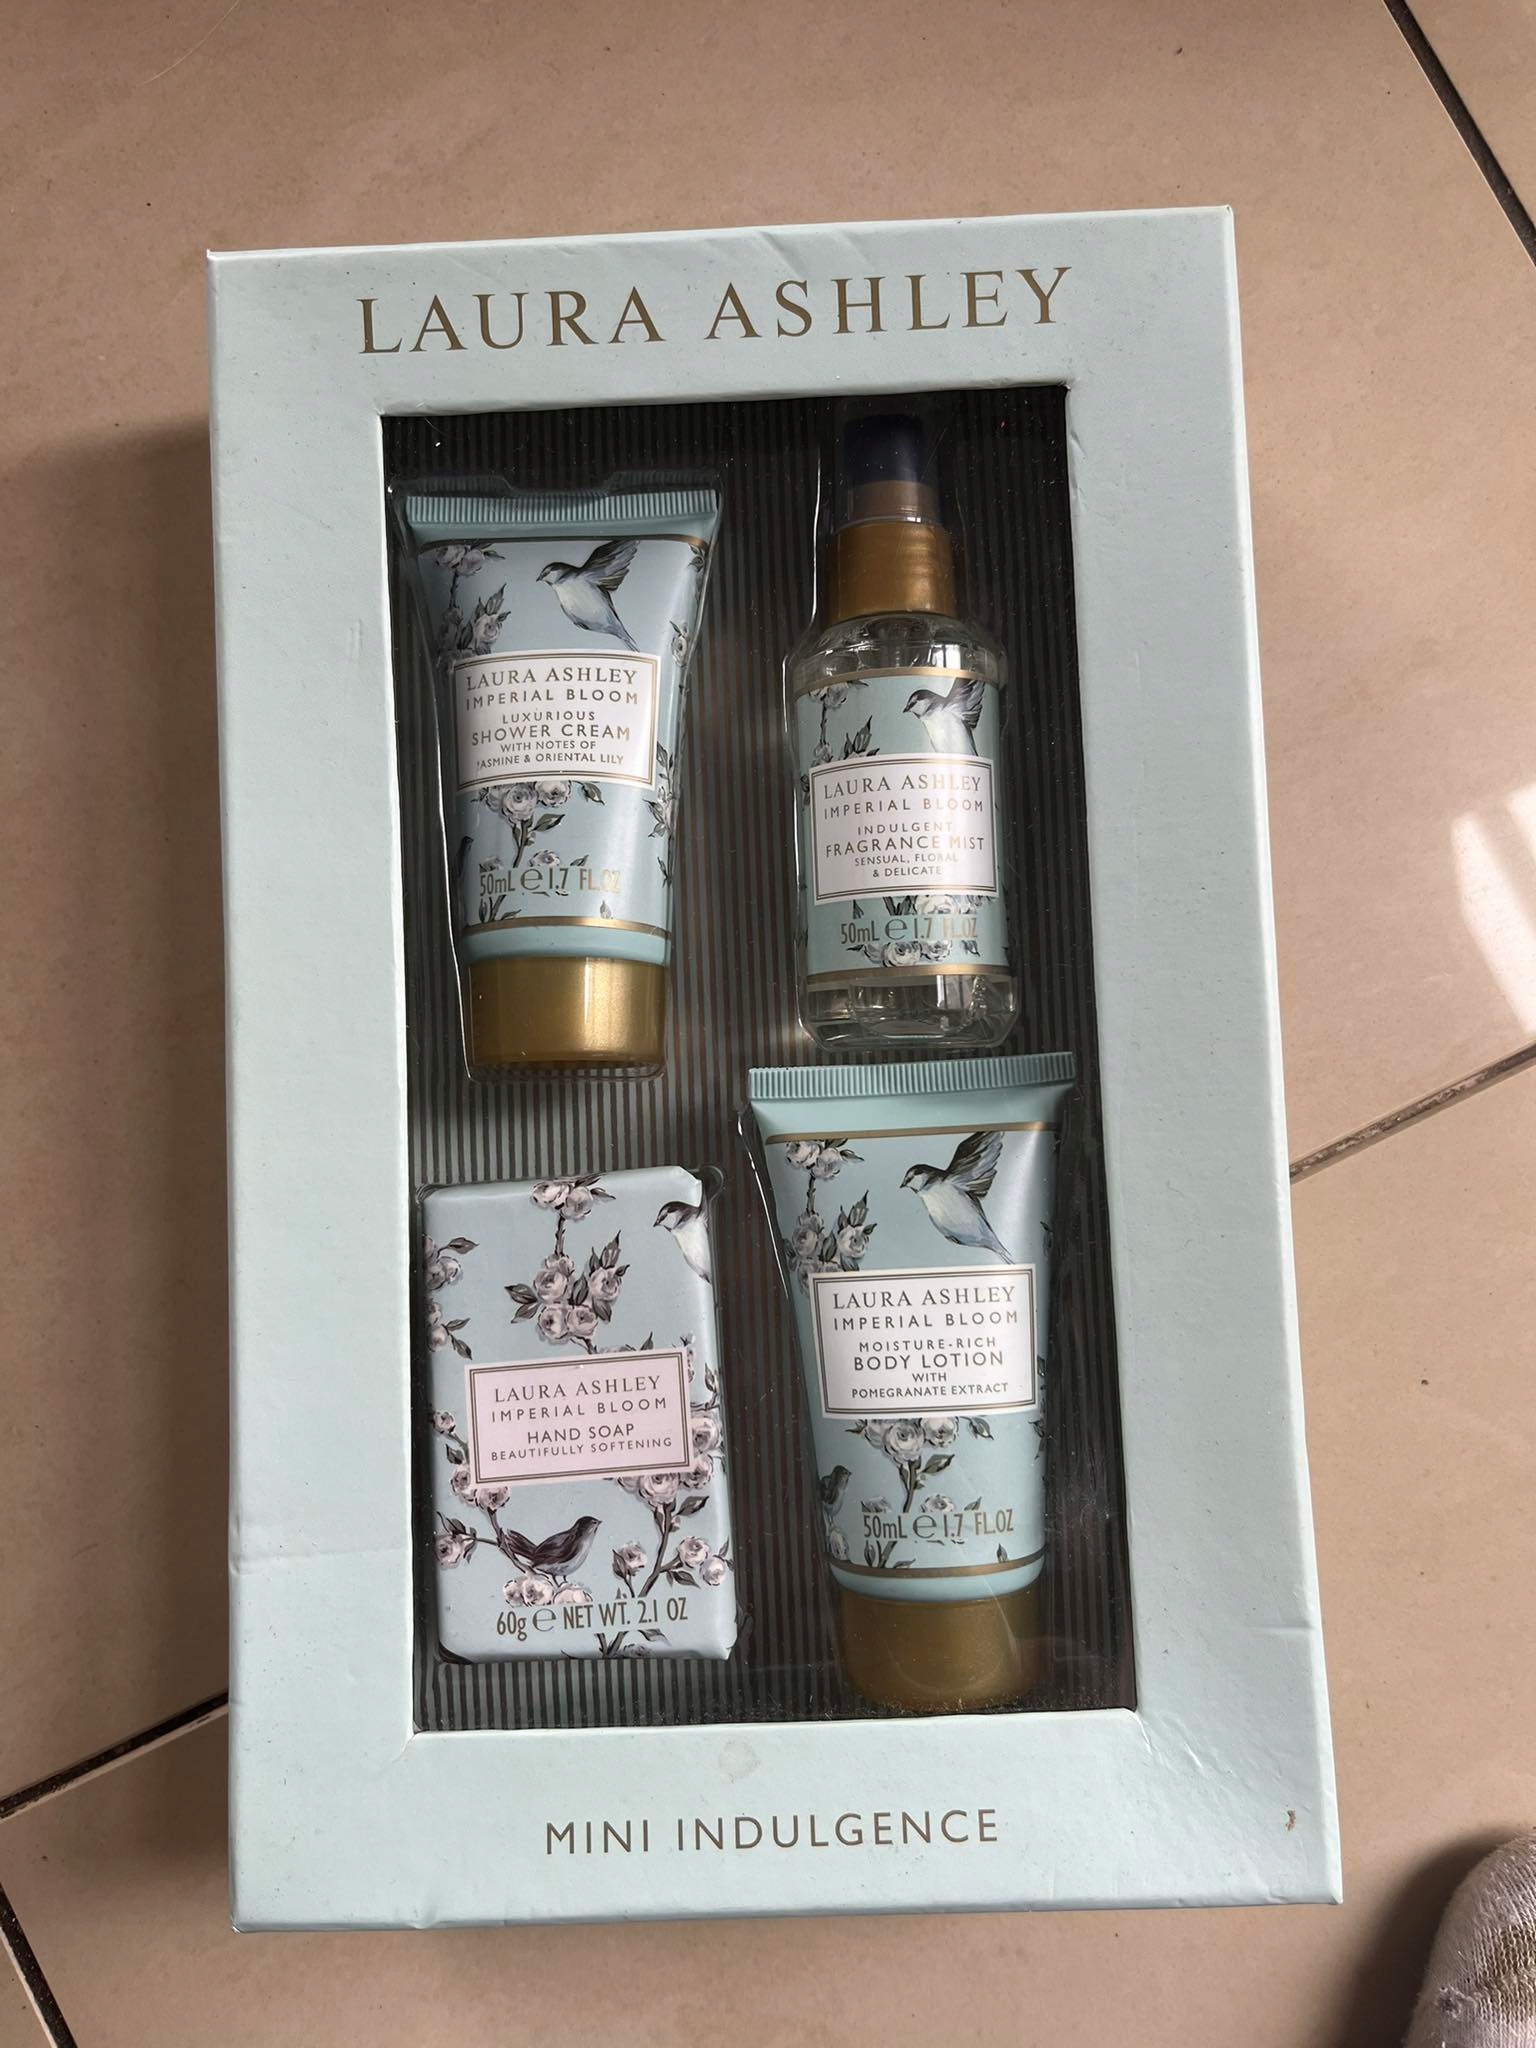 LAURA ASHLEY
LAURA ASHLEY
IMPERIAL BLOOM
LUXURIOUS
SHOWER CREAM
WITH NOTES OF
JASMINE & ORIENTAL LILY
50mL ℮ 1.7 FL.OZ
LAURA ASHLEY
IMPERIAL BLOOM
INDULGENT
FRAGRANCE MIST
SENSUAL, FLORAL
& DELICATE
50mL ℮ 1.7 FL.OZ
LAURA ASHLEY
IMPERIAL BLOOM
HAND SOAP
BEAUTIFULLY SOFTENING
60g ℮ NET WT. 2.1 OZ
LAURA ASHLEY
IMPERIAL BLOOM
MOISTURE-RICH
BODY LOTION
WITH
POMEGRANATE EXTRACT
50mL ℮ 1.7 FL.OZ
MINI INDULGENCE